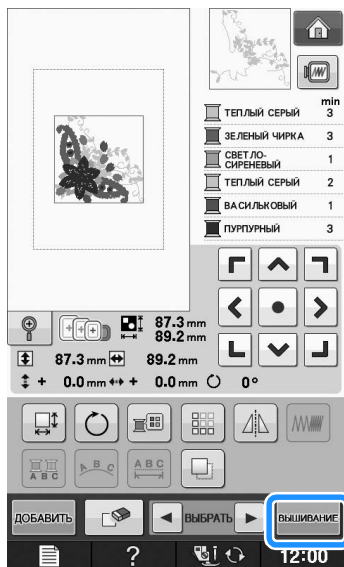 min
ТЕПЛЫЙ СЕРЫЙ 3
ЗЕЛЕНЫЙ ЧИРКА 3
СВЕТЛО-
СИРЕНЕВЫЙ 1
ТЕПЛЫЙ СЕРЫЙ 2
ВАСИЛЬКОВЫЙ 1
ПУРПУРНЫЙ 3
87.3 mm
89.2 mm
87.3 mm 89.2 mm
+ 0.0 mm + 0.0 mm 0°
A B C A B C A B C
ДОБАВИТЬ ВЫБРАТЬ ВЫШИВАНИЕ
? 12:00